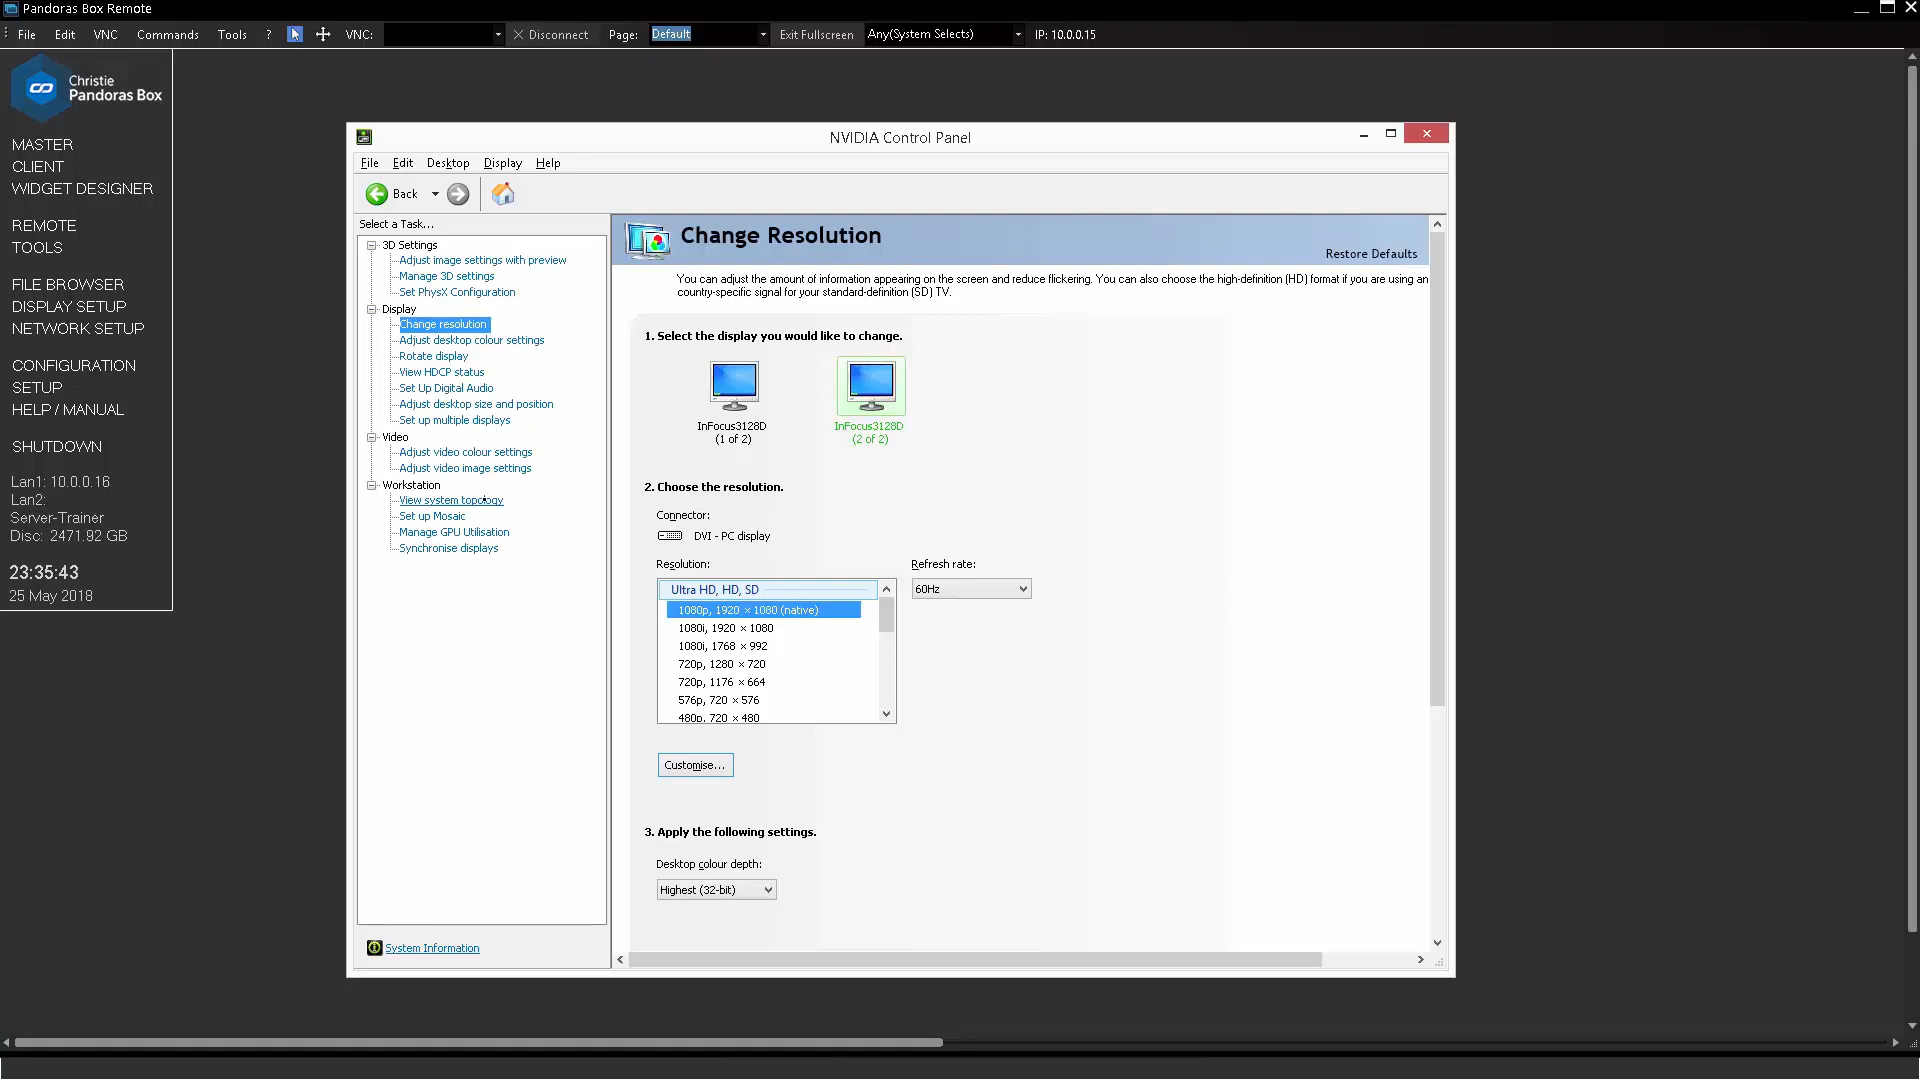 Pandoras Box Remote
File Edit VNC Commands Tools ? VNC: Disconnect Page: Default Exit Fullscreen Any(System Selects) IP: 10.0.0.15
Christie
Pandoras Box
MASTER
CLIENT
WIDGET DESIGNER
REMOTE
TOOLS
FILE BROWSER
DISPLAY SETUP
NETWORK SETUP
CONFIGURATION
SETUP
HELP / MANUAL
SHUTDOWN
Lan1: 10.0.0.16
Lan2:
Server-Trainer
Disc: 2471.92 GB
23:35:43
25 May 2018
NVIDIA Control Panel
File Edit Desktop Display Help
Back
Select a Task...
3D Settings
Adjust image settings with preview
Manage 3D settings
Set PhysX Configuration
Display
Change resolution
Adjust desktop colour settings
Rotate display
View HDCP status
Set Up Digital Audio
Adjust desktop size and position
Set up multiple displays
Video
Adjust video colour settings
Adjust video image settings
Workstation
View system topology
Set up Mosaic
Manage GPU Utilisation
Synchronise displays
System Information
Change Resolution
Restore Defaults
You can adjust the amount of information appearing on the screen and reduce flickering. You can also choose the high-definition (HD) format if you are using an
country-specific signal for your standard-definition (SD) TV.
1. Select the display you would like to change.
InFocus3128D
(1 of 2)
InFocus3128D
(2 of 2)
2. Choose the resolution.
Connector:
DVI - PC display
Resolution:
Refresh rate:
Ultra HD, HD, SD
60Hz
1080p, 1920 × 1080 (native)
1080i, 1920 × 1080
1080i, 1768 × 992
720p, 1280 × 720
720p, 1176 × 664
576p, 720 × 576
480p, 720 × 480
Customise...
3. Apply the following settings.
Desktop colour depth:
Highest (32-bit)